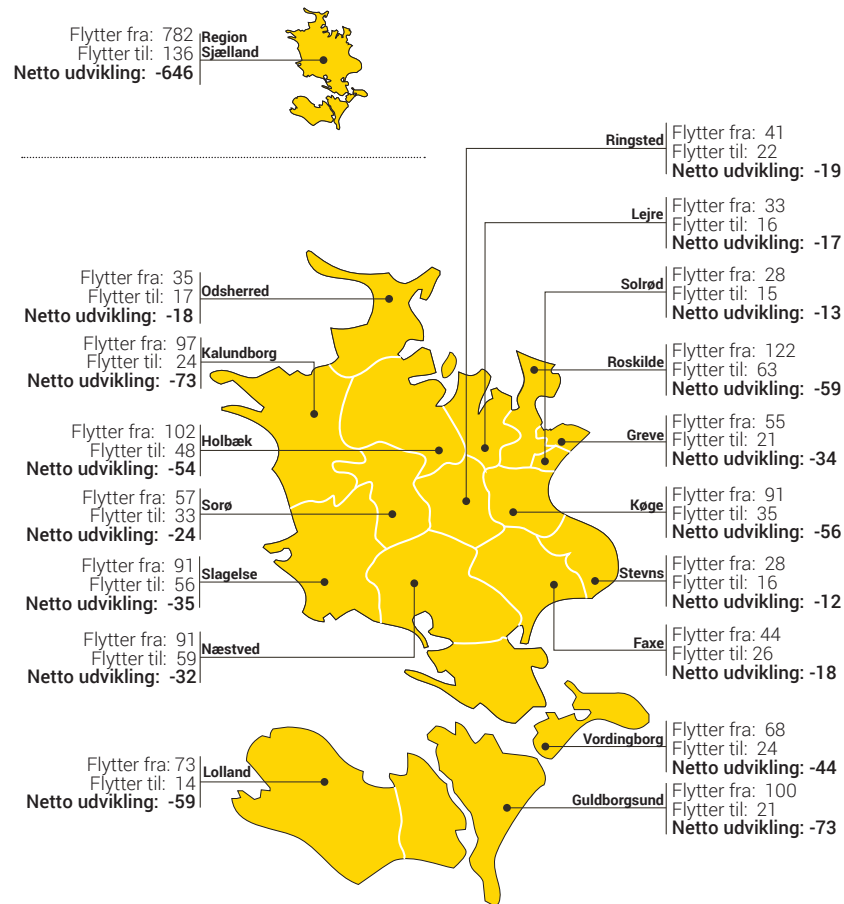 Flytter fra: 782
Flytter til: 136
Netto udvikling: -646
Region
Sjælland
Ringsted
Flytter fra: 41
Flytter til: 22
Netto udvikling: -19
Lejre
Flytter fra: 33
Flytter til: 16
Netto udvikling: -17
Solrød
Flytter fra: 28
Flytter til: 15
Netto udvikling: -13
Flytter fra: 35
Flytter til: 17
Netto udvikling: -18
Odsherred
Flytter fra: 97
Flytter til: 24
Netto udvikling: -73
Kalundborg
Roskilde
Flytter fra: 122
Flytter til: 63
Netto udvikling: -59
Flytter fra: 102
Flytter til: 48
Netto udvikling: -54
Holbæk
Greve
Flytter fra: 55
Flytter til: 21
Netto udvikling: -34
Flytter fra: 57
Flytter til: 33
Netto udvikling: -24
Sorø
Køge
Flytter fra: 91
Flytter til: 35
Netto udvikling: -56
Flytter fra: 91
Flytter til: 56
Netto udvikling: -35
Slagelse
Stevns
Flytter fra: 28
Flytter til: 16
Netto udvikling: -12
Flytter fra: 91
Flytter til: 59
Netto udvikling: -32
Næstved
Faxe
Flytter fra: 44
Flytter til: 26
Netto udvikling: -18
Vordingborg
Flytter fra: 68
Flytter til: 24
Netto udvikling: -44
Flytter fra: 73
Flytter til: 14
Netto udvikling: -59
Lolland
Guldborgsund
Flytter fra: 100
Flytter til: 21
Netto udvikling: -73